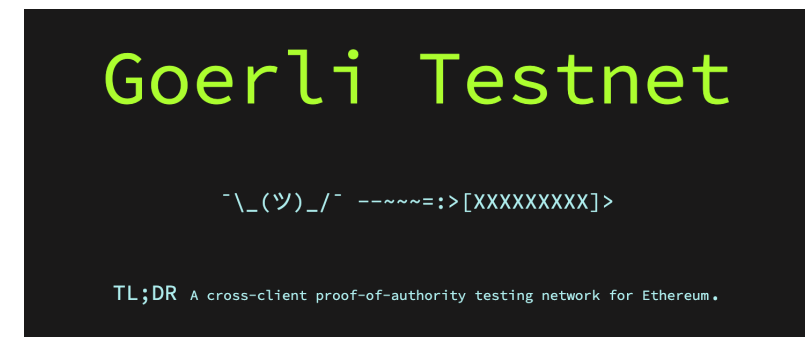 Goerli Testnet
¯\_(ツ)_/¯ --~~~=:>[XXXXXXXXX]>
TL;DR A cross-client proof-of-authority testing network for Ethereum.